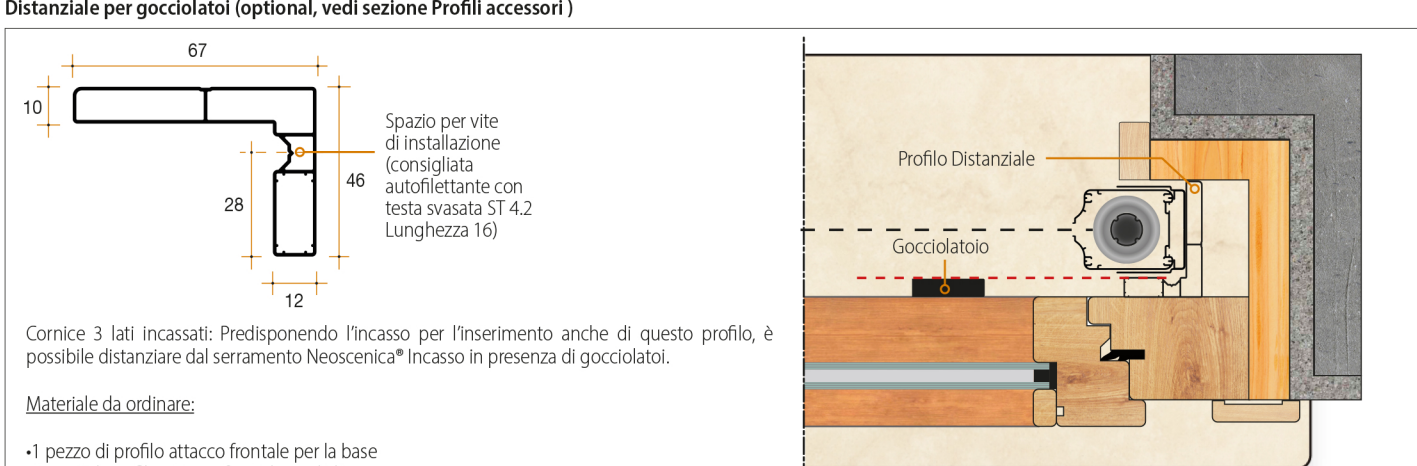 Distanziale per gocciolatoi (optional, vedi sezione Profili accessori )
67
10
Spazio per vite
di installazione
(consigliata
autofilettante con
testa svasata ST 4.2
Lunghezza 16)
46
28
12
Profilo Distanziale
Gocciolatoio
Cornice 3 lati incassati: Predisponendo l’incasso per l’inserimento anche di questo profilo, è
possibile distanziare dal serramento Neoscenica® Incasso in presenza di gocciolatoi.
Materiale da ordinare:
•1 pezzo di profilo attacco frontale per la base